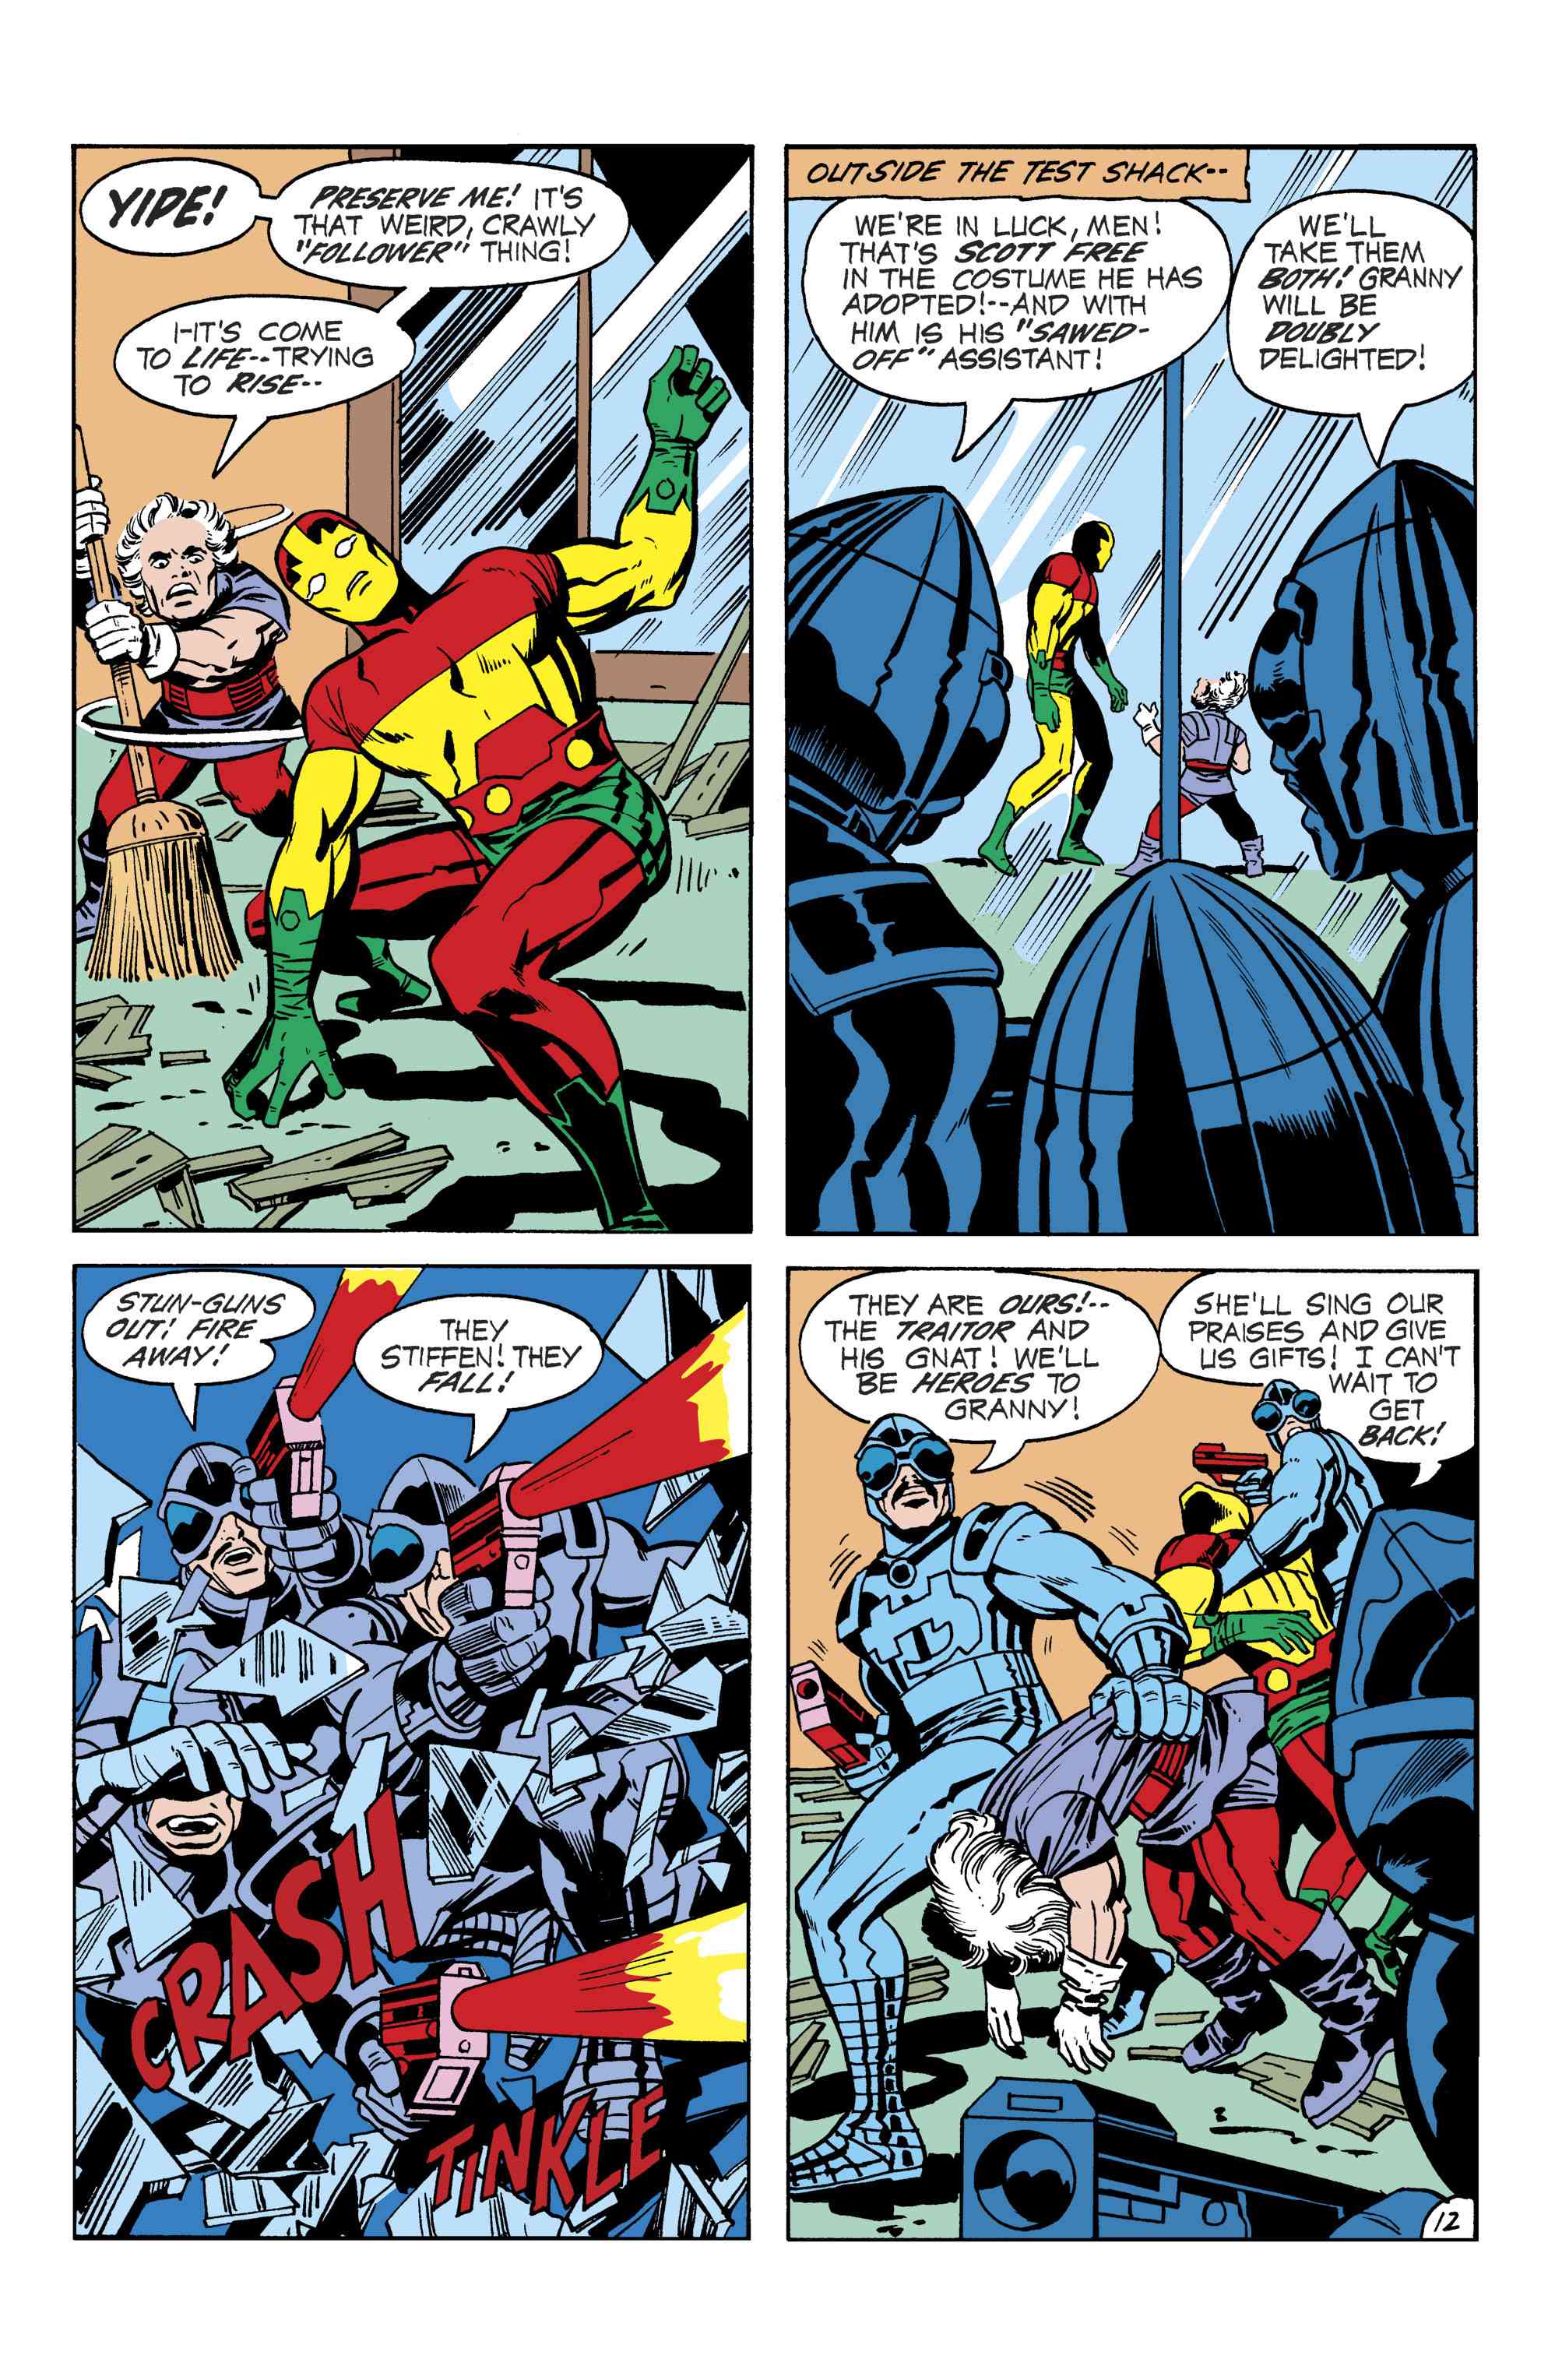 YIPE!
PRESERVE ME! IT'S
THAT WEIRD, CRAWLY
"FOLLOWER" THING!
I-IT'S COME
TO LIFE--TRYING
TO RISE--
OUTSIDE THE TEST SHACK--
WE'RE IN LUCK, MEN!
THAT'S SCOTT FREE
IN THE COSTUME HE HAS
ADOPTED!--AND WITH
HIM IS HIS "SAWED-
OFF" ASSISTANT!
WE'LL
TAKE THEM
BOTH! GRANNY
WILL BE
DOUBLY
DELIGHTED!
STUN-GUNS
OUT! FIRE
AWAY!
THEY
STIFFEN! THEY
FALL!
CRASH
TINKLE
THEY ARE OURS!--
THE TRAITOR AND
HIS GNAT! WE'LL
BE HEROES TO
GRANNY!
SHE'LL SING OUR
PRAISES AND GIVE
US GIFTS! I CAN'T
WAIT TO
GET
BACK!
12